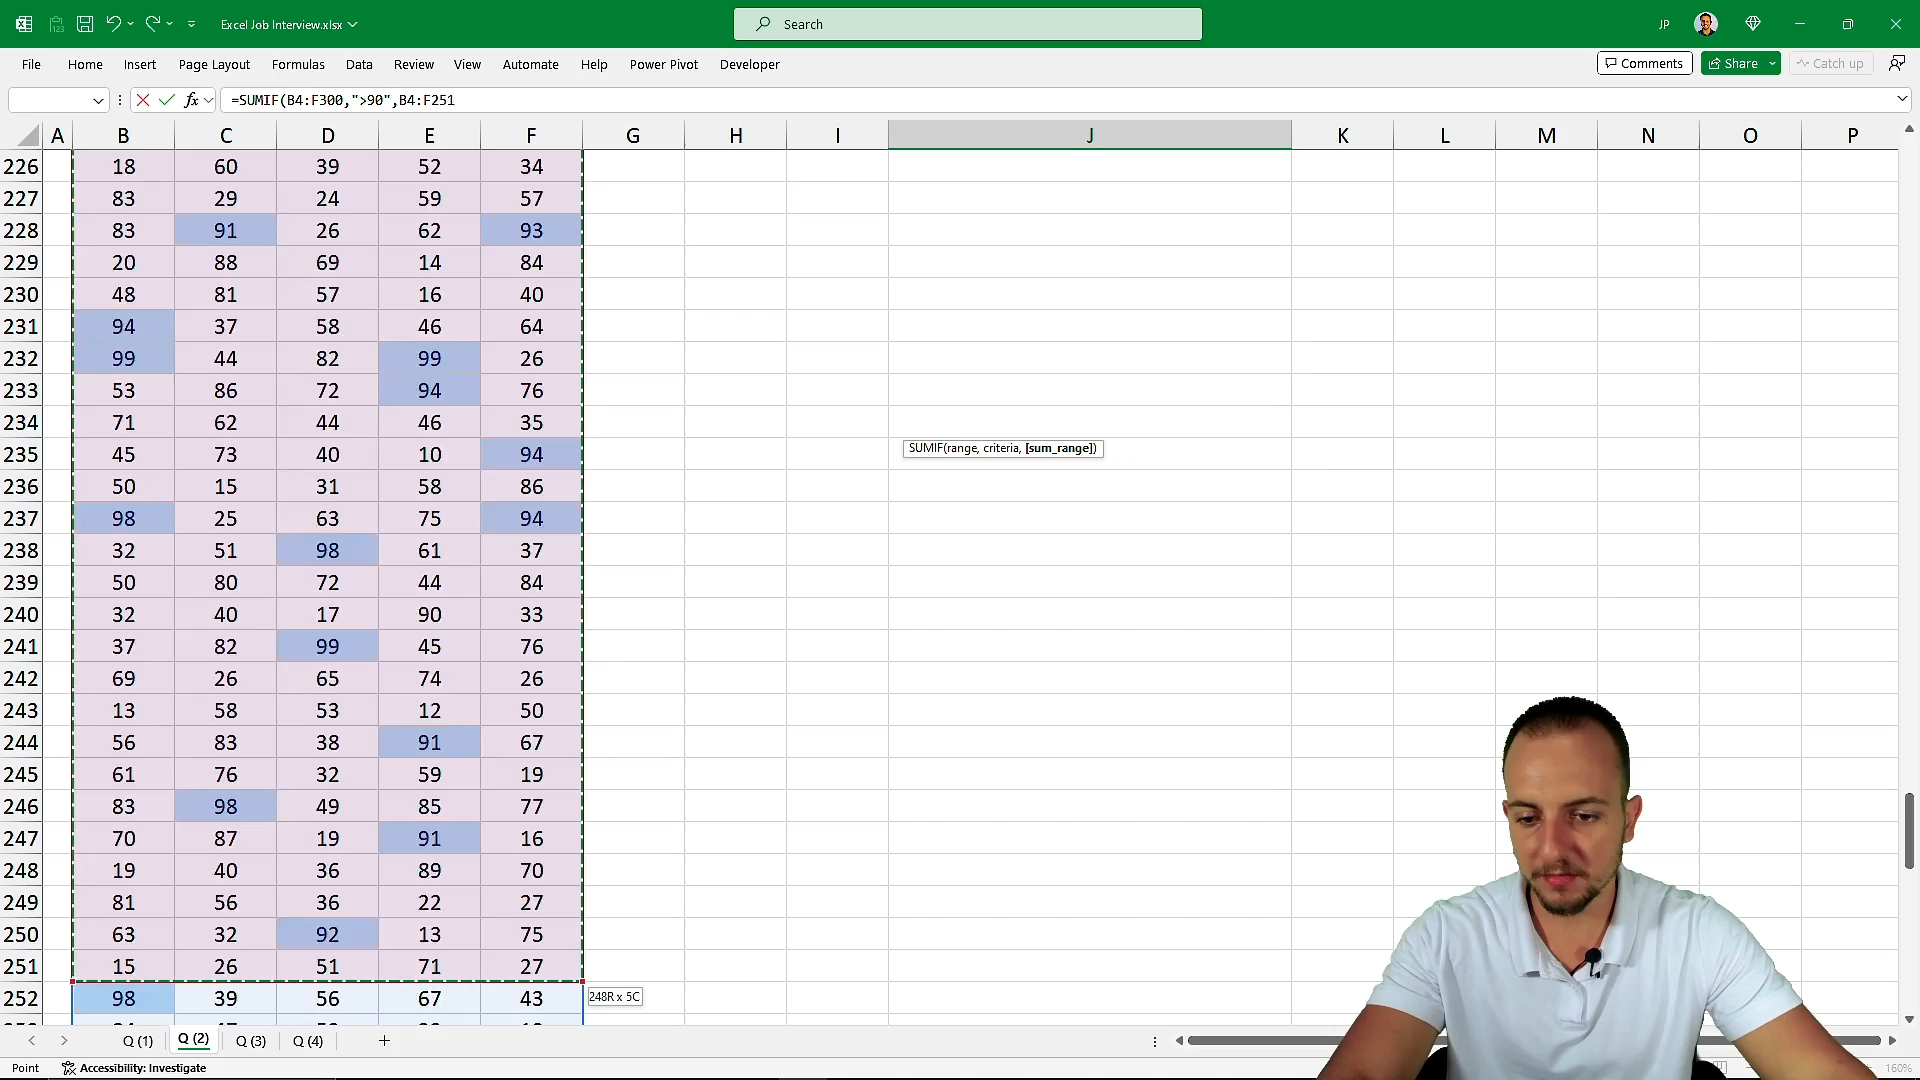 Excel Job Interview.xlsx
Search
JP
File Home Insert Page Layout Formulas Data Review View Automate Help Power Pivot Developer
Comments Share Catch up
fx =SUMIF(B4:F300,">90",B4:F251
A B C D E F G H I J K L M N O P
226 18 60 39 52 34
227 83 29 24 59 57
228 83 91 26 62 93
229 20 88 69 14 84
230 48 81 57 16 40
231 94 37 58 46 64
232 99 44 82 99 26
233 53 86 72 94 76
234 71 62 44 46 35
235 45 73 40 10 94
SUMIF(range, criteria, [sum_range])
236 50 15 31 58 86
237 98 25 63 75 94
238 32 51 98 61 37
239 50 80 72 44 84
240 32 40 17 90 33
241 37 82 99 45 76
242 69 26 65 74 26
243 13 58 53 12 50
244 56 83 38 91 67
245 61 76 32 59 19
246 83 98 49 85 77
247 70 87 19 91 16
248 19 40 36 89 70
249 81 56 36 22 27
250 63 32 92 13 75
251 15 26 51 71 27
252 98 39 56 67 43
248R x 5C
Q (1) Q (2) Q (3) Q (4)
Point Accessibility: Investigate
160%